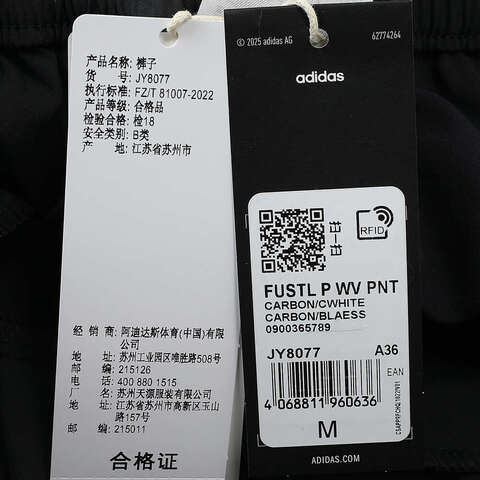 产品名称: 裤子
货 号: JY8077
执行标准: FZ/T 81007-2022
产品等级: 合格品
检验合格: 检18
安全类别: B类
产 地: 江苏省苏州市
经 销 商: 阿迪达斯体育(中国)有限公司
地 址: 苏州工业园区唯胜路508号
邮 编: 215126
电 话: 400 880 1515
厂 名: 苏州天源服装有限公司
地 址: 江苏省苏州市高新区玉山路157号
邮 编: 215011
合格证
© 2025 adidas AG
62774264
adidas
RFID
FUSTL P WV PNT
CARBON/CWHITE
CARBON/BLAESS
0900365789
JY8077 A36
EAN
4 068811 960636
M
ADIDAS.COM